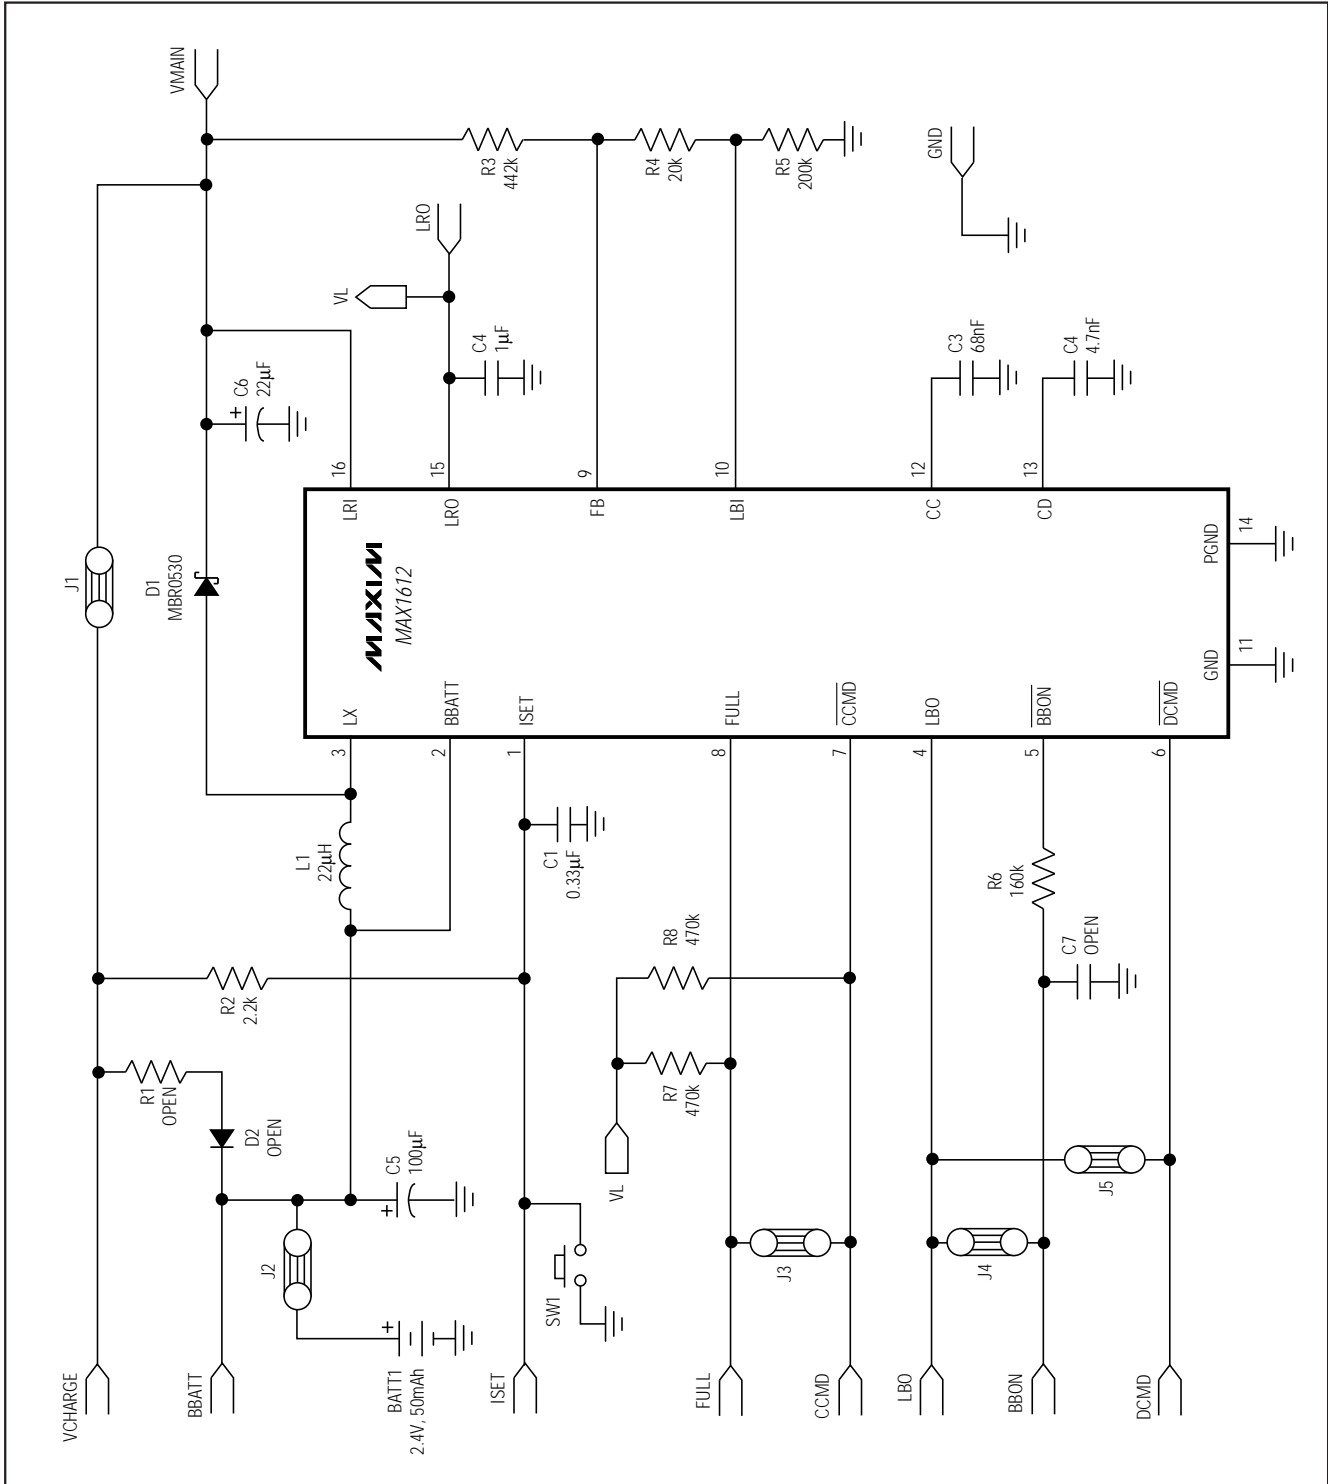 VCHARGE
BBATT
BATT1
2.4V, 50mAh
ISET
FULL
CCMD
LBO
BBON
DCMD
J2
SW1
VL
J3
J4
J5
R1
OPEN
D2
OPEN
+
C5
100µF
+
R2
2.2k
R7
470k
R8
470k
C7
OPEN
R6
160k
L1
22µH
C1
0.33µF
3
2
1
8
7
4
5
6
LX
BBATT
ISET
FULL
CCMD
LBO
BBON
DCMD
MAXIM
MAX1612
GND
11
PGND
14
LRI
LRO
FB
LBI
CC
CD
16
15
9
10
12
13
J1
D1
MBR0530
+
C6
22µF
C4
1µF
C3
68nF
C4
4.7nF
VL
LRO
VMAIN
R3
442k
R4
20k
R5
200k
GND